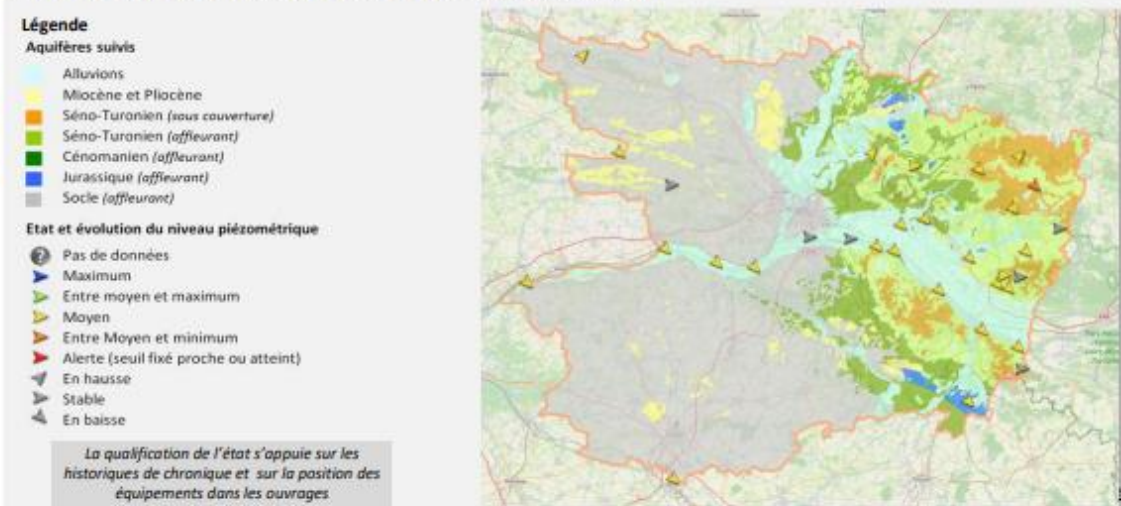 Légende
Aquifères suivis
Alluvions
Miocène et Pliocène
Séno-Turonien (sous couverture)
Séno-Turonien (affleurant)
Cénomanien (affleurant)
Jurassique (affleurant)
Socle (affleurant)
Etat et évolution du niveau piézométrique
Pas de données
Maximum
Entre moyen et maximum
Moyen
Entre Moyen et minimum
Alerte (seuil fixé proche ou atteint)
En hausse
Stable
En baisse
La qualification de l'état s'appuie sur les
historiques de chronique et sur la position des
équipements dans les ouvrages